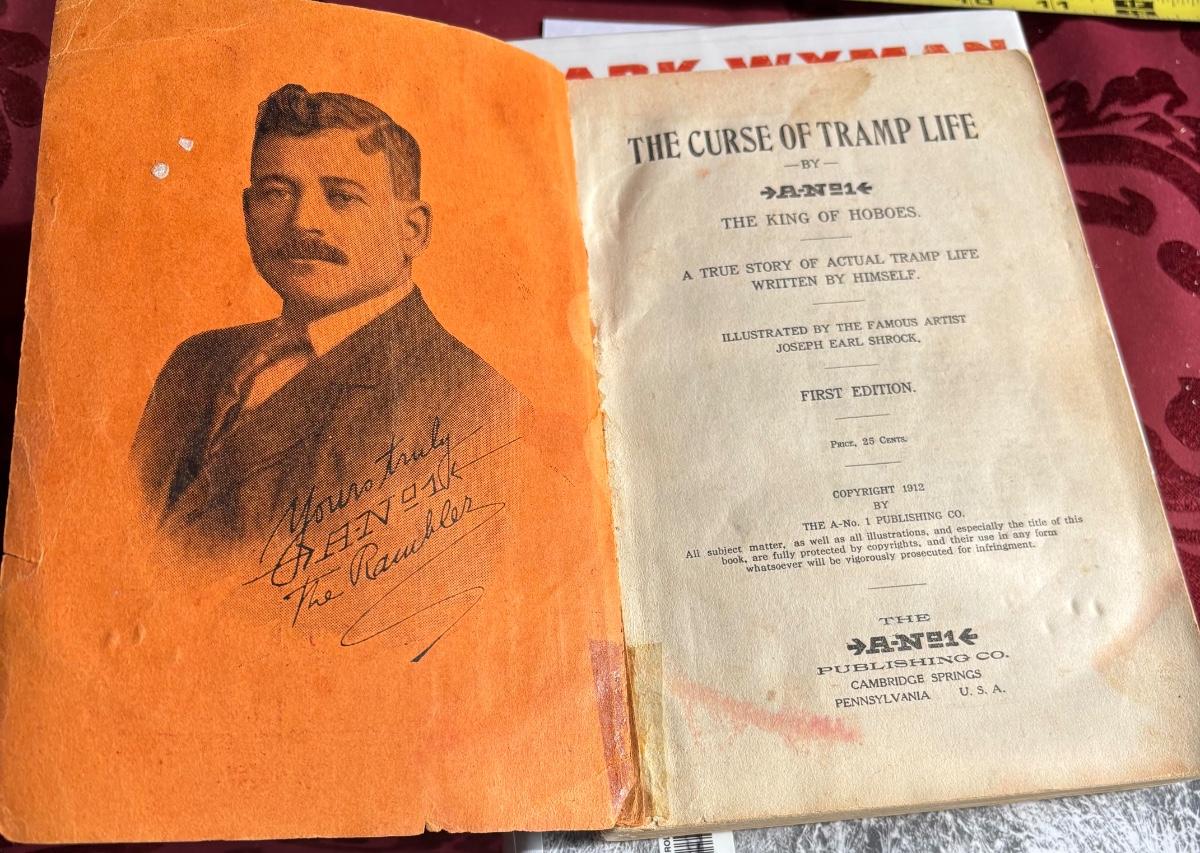 Yours truly
A-No1
The Rambler
ARK WYMAN
THE CURSE OF TRAMP LIFE
—BY—
A-No1
THE KING OF HOBOES.
A TRUE STORY OF ACTUAL TRAMP LIFE
WRITTEN BY HIMSELF.
ILLUSTRATED BY THE FAMOUS ARTIST
JOSEPH EARL SHROCK.
FIRST EDITION.
PRICE, 25 CENTS.
COPYRIGHT 1912
BY
THE A-No. 1 PUBLISHING CO.
All subject matter, as well as all illustrations, and especially the title of this
book, are fully protected by copyrights, and their use in any form
whatsoever will be vigorously prosecuted for infringment.
THE
A-No1
PUBLISHING CO.
CAMBRIDGE SPRINGS
PENNSYLVANIA U. S. A.